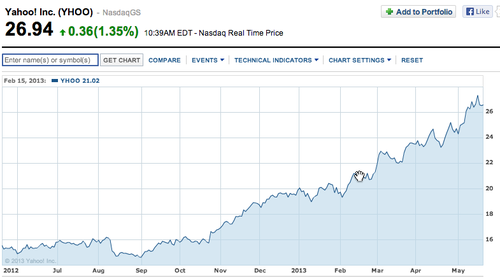 Yahoo! Inc. (YHOO) - NasdaqGS
Add to Portfolio
Like
26.94 0.36(1.35%) 10:39AM EDT - Nasdaq Real Time Price
Enter name(s) or symbol(s) GET CHART COMPARE EVENTS TECHNICAL INDICATORS CHART SETTINGS RESET
Feb 15, 2013: YHOO 21.02
26
24
22
20
18
16
© 2013 Yahoo! Inc.
2012 Jul Aug Sep Oct Nov Dec 2013 Feb Mar Apr May